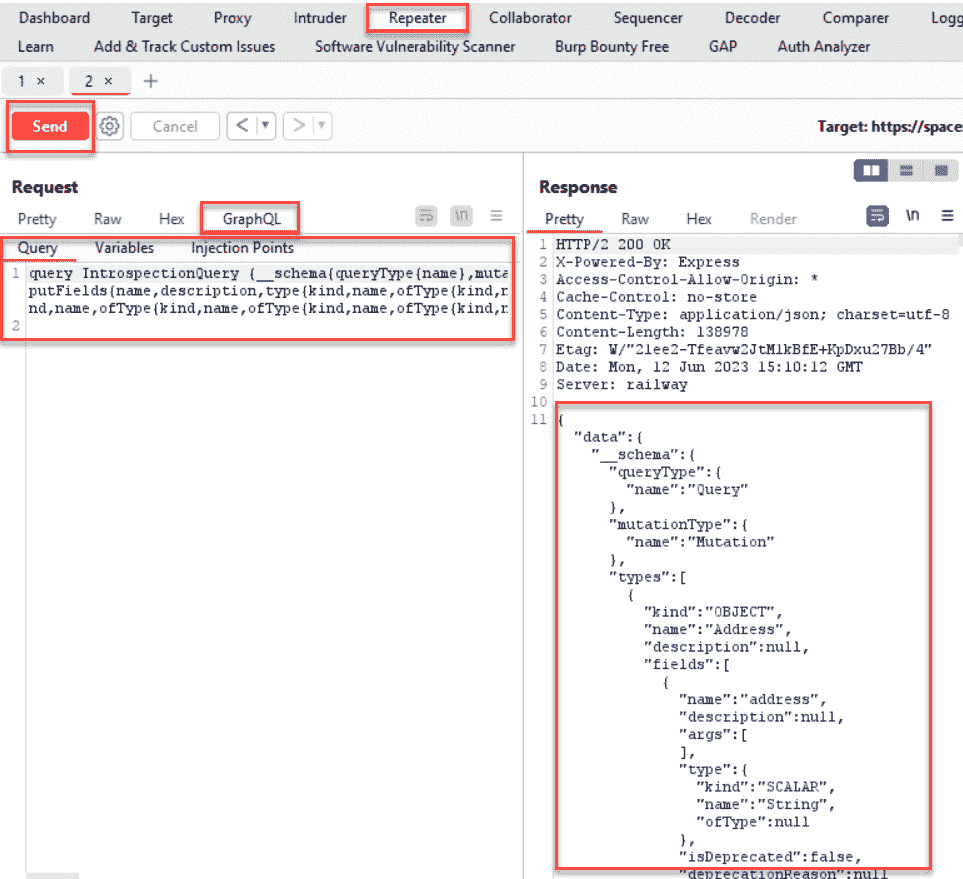 Dashboard Target Proxy Intruder Repeater Collaborator Sequencer Decoder Comparer Logg
Learn Add & Track Custom Issues Software Vulnerability Scanner Burp Bounty Free GAP Auth Analyzer
1 × 2 × +
Send Cancel < ▼ > ▼ Target: https://space
Request
Pretty Raw Hex GraphQL \n
Query Variables Injection Points
1 query IntrospectionQuery {__schema{queryType{name},muta
putFields{name,description,type{kind,name,ofType{kind,n
nd,name,ofType{kind,name,ofType{kind,name,ofType{kind,n
2
Response
Pretty Raw Hex Render \n
1 HTTP/2 200 OK
2 X-Powered-By: Express
3 Access-Control-Allow-Origin: *
4 Cache-Control: no-store
5 Content-Type: application/json; charset=utf-8
6 Content-Length: 138978
7 Etag: W/"21ee2-Tfeavw2JtM1kBfE+KpDxu27Bb/4"
8 Date: Mon, 12 Jun 2023 15:10:12 GMT
9 Server: railway
10
11 {
"data":{
"__schema":{
"queryType":{
"name":"Query"
},
"mutationType":{
"name":"Mutation"
},
"types":[
{
"kind":"OBJECT",
"name":"Address",
"description":null,
"fields":[
{
"name":"address",
"description":null,
"args":[
],
"type":{
"kind":"SCALAR",
"name":"String",
"ofType":null
},
"isDeprecated":false,
"deprecationReason":null